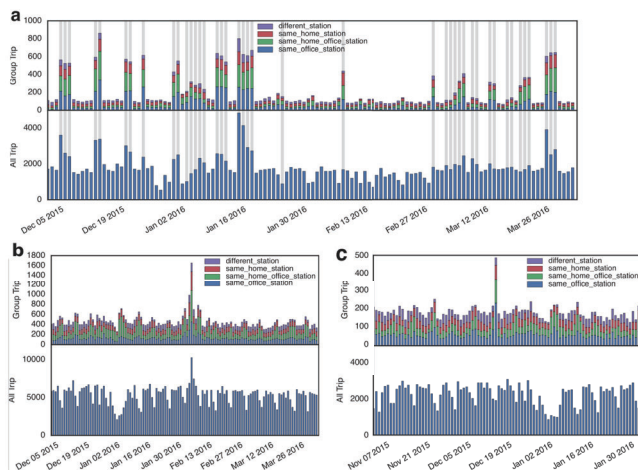 a
1000
800
600
400
200
0
Group Trip
different_station
same_home_station
same_home_office_station
same_office_station
4000
2000
0
All Trip
Dec 05 2015
Dec 19 2015
Jan 02 2016
Jan 16 2016
Jan 30 2016
Feb 13 2016
Feb 27 2016
Mar 12 2016
Mar 26 2016
b
1800
1600
1400
1200
1000
800
600
400
200
0
Group Trip
different_station
same_home_station
same_home_office_station
same_office_station
10000
5000
0
All Trip
Dec 05 2015
Dec 19 2015
Jan 02 2016
Jan 16 2016
Jan 30 2016
Feb 13 2016
Feb 27 2016
Mar 12 2016
Mar 26 2016
c
500
400
300
200
100
0
Group Trip
different_station
same_home_station
same_home_office_station
same_office_station
4000
2000
0
All Trip
Nov 07 2015
Nov 21 2015
Dec 05 2015
Dec 19 2015
Jan 02 2016
Jan 16 2016
Jan 30 2016